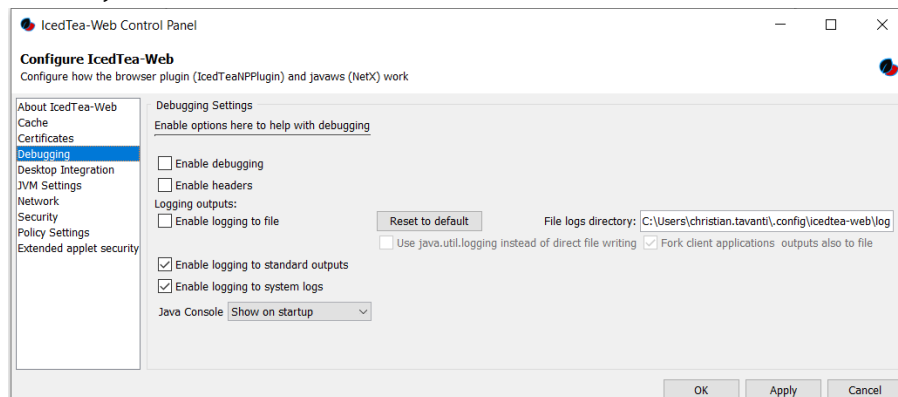 IcedTea-Web Control Panel
Configure IcedTea-Web
Configure how the browser plugin (IcedTeaNPPlugin) and javaws (NetX) work
About IcedTea-Web
Cache
Certificates
Debugging
Desktop Integration
JVM Settings
Network
Security
Policy Settings
Extended applet security
Debugging Settings
Enable options here to help with debugging
Enable debugging
Enable headers
Logging outputs:
Enable logging to file Reset to default File logs directory: C:\Users\christian.tavanti\.config\icedtea-web\log
Use java.util.logging instead of direct file writing Fork client applications outputs also to file
Enable logging to standard outputs
Enable logging to system logs
Java Console Show on startup
OK Apply Cancel